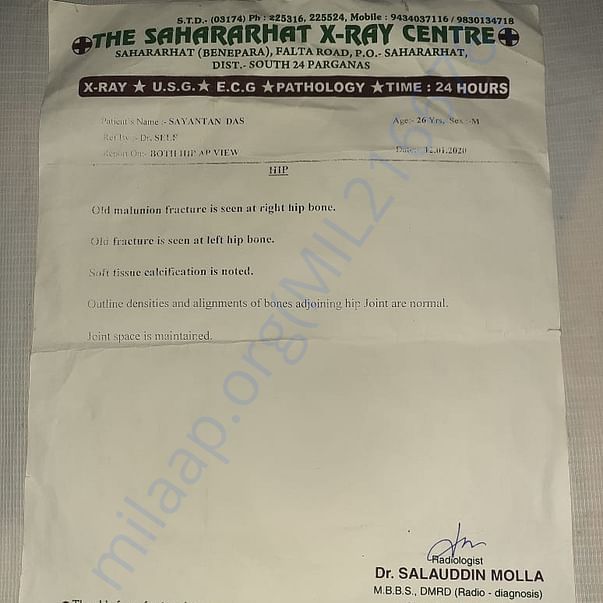 S.T.D.- (03174) Ph : 225316, 225524, Mobile : 9434037116 / 9830134718
THE SAHARARHAT X-RAY CENTRE
SAHARARHAT (BENEPARA), FALTA ROAD, P.O.- SAHARARHAT,
DIST.- SOUTH 24 PARGANAS
X-RAY ★ U.S.G. ★ E.C.G ★ PATHOLOGY ★ TIME : 24 HOURS
Patient's Name :- SAYANTAN DAS Age:- 26 Yrs, Sex :-M
Ref By :- Dr. SELF
Report On:- BOTH HIP AP VIEW Date:- 12.01.2020
HIP
Old malunion fracture is seen at right hip bone.
Old fracture is seen at left hip bone.
Soft tissue calcification is noted.
Outline densities and alignments of bones adjoining hip Joint are normal.
Joint space is maintained.
Radiologist
Dr. SALAUDDIN MOLLA
M.B.B.S., DMRD (Radio - diagnosis)